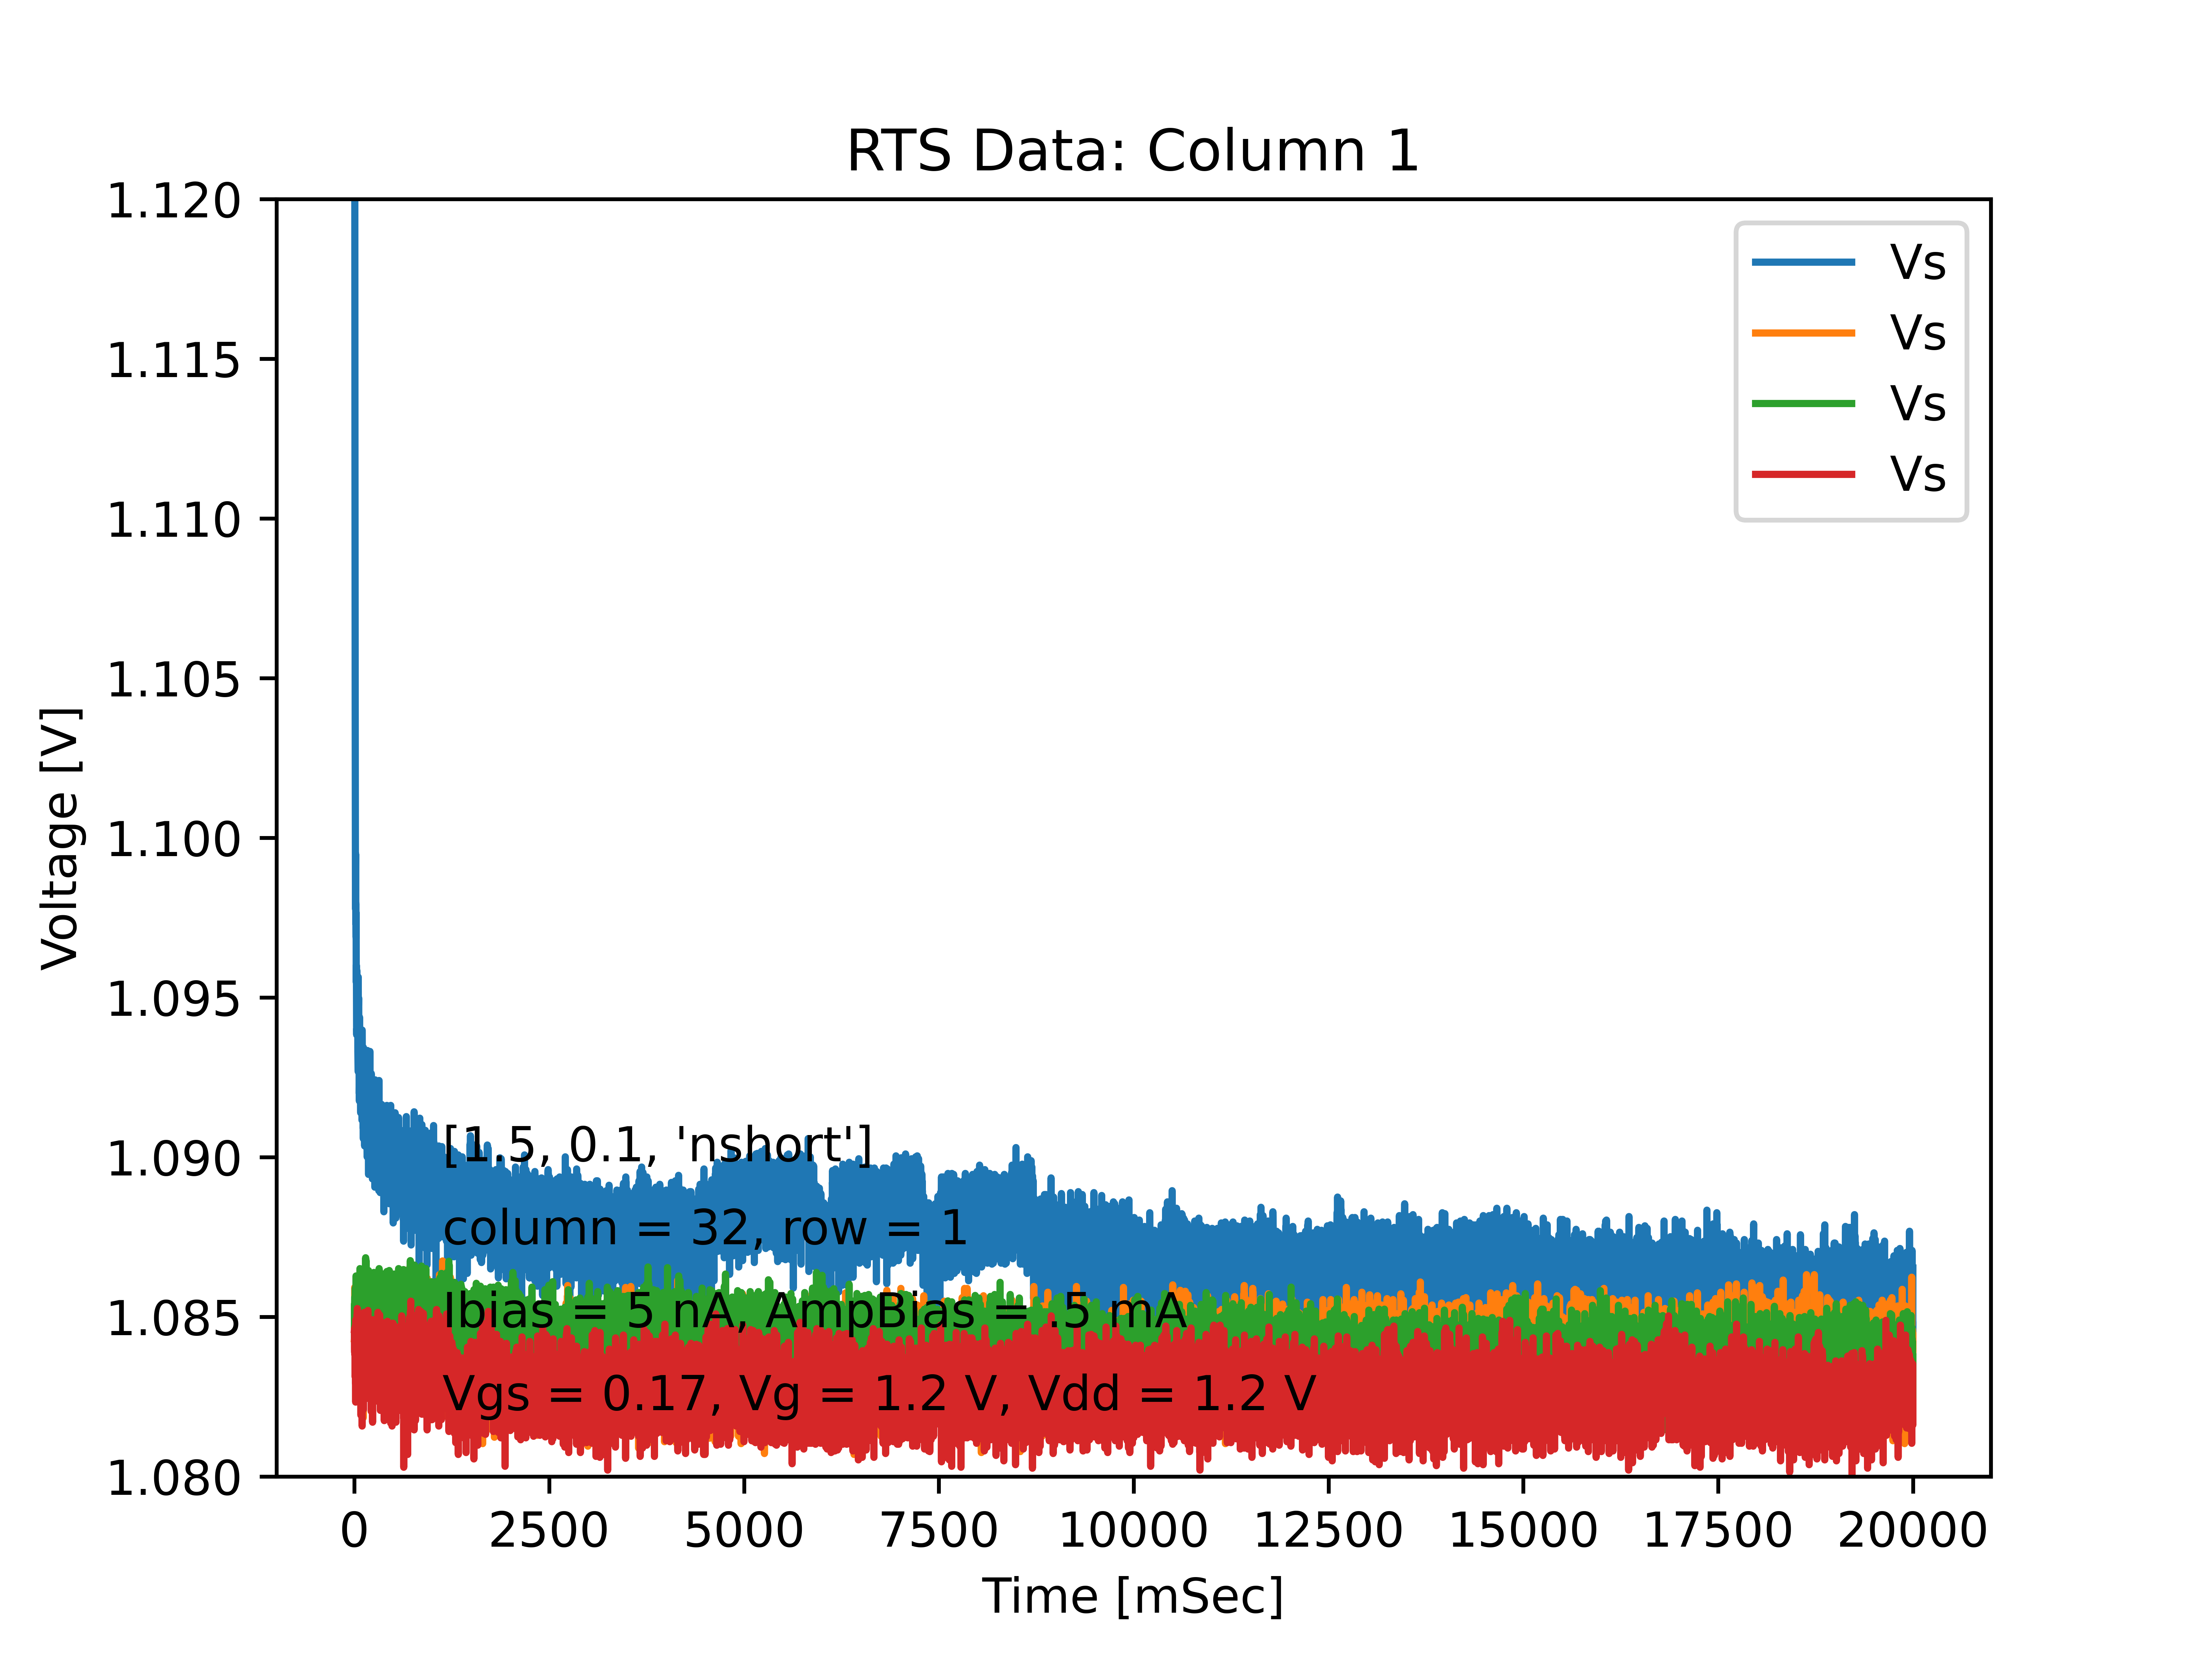 RTS Data: Column 1
1.120
1.115
1.110
1.105
1.100
1.095
1.090
1.085
1.080
Voltage [V]
Vs
Vs
Vs
Vs
[1.5, 0.1, 'nshort']
column = 32, row = 1
Ibias = 5 nA, AmpBias = .5 mA
Vgs = 0.17, Vg = 1.2 V, Vdd = 1.2 V
0 2500 5000 7500 10000 12500 15000 17500 20000
Time [mSec]